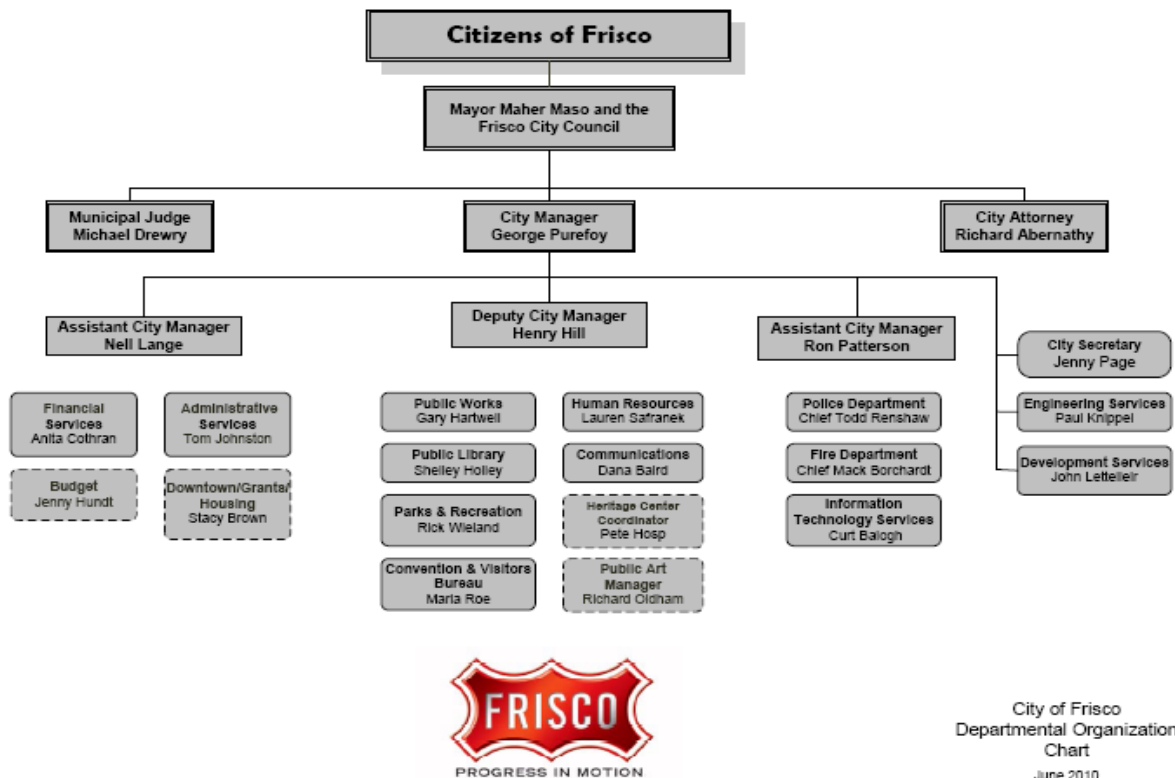 Citizens of Frisco
Mayor Maher Maso and the
Frisco City Council
Municipal Judge
Michael Drewry
City Manager
George Purefoy
City Attorney
Richard Abernathy
Assistant City Manager
Nell Lange
Deputy City Manager
Henry Hill
Assistant City Manager
Ron Patterson
City Secretary
Jenny Page
Engineering Services
Paul Knippel
Development Services
John Lettelleir
Financial
Services
Anita Cothran
Administrative
Services
Tom Johnston
Budget
Jenny Hundt
Downtown/Grants/
Housing
Stacy Brown
Public Works
Gary Hartwell
Human Resources
Lauren Safranek
Public Library
Shelley Holley
Communications
Dana Baird
Parks & Recreation
Rick Wieland
Heritage Center
Coordinator
Pete Hosp
Convention & Visitors
Bureau
Marla Roe
Public Art
Manager
Richard Oldham
Police Department
Chief Todd Renshaw
Fire Department
Chief Mack Borchardt
Information
Technology Services
Curt Balogh
FRISCO
PROGRESS IN MOTION
City of Frisco
Departmental Organization
Chart
June 2010